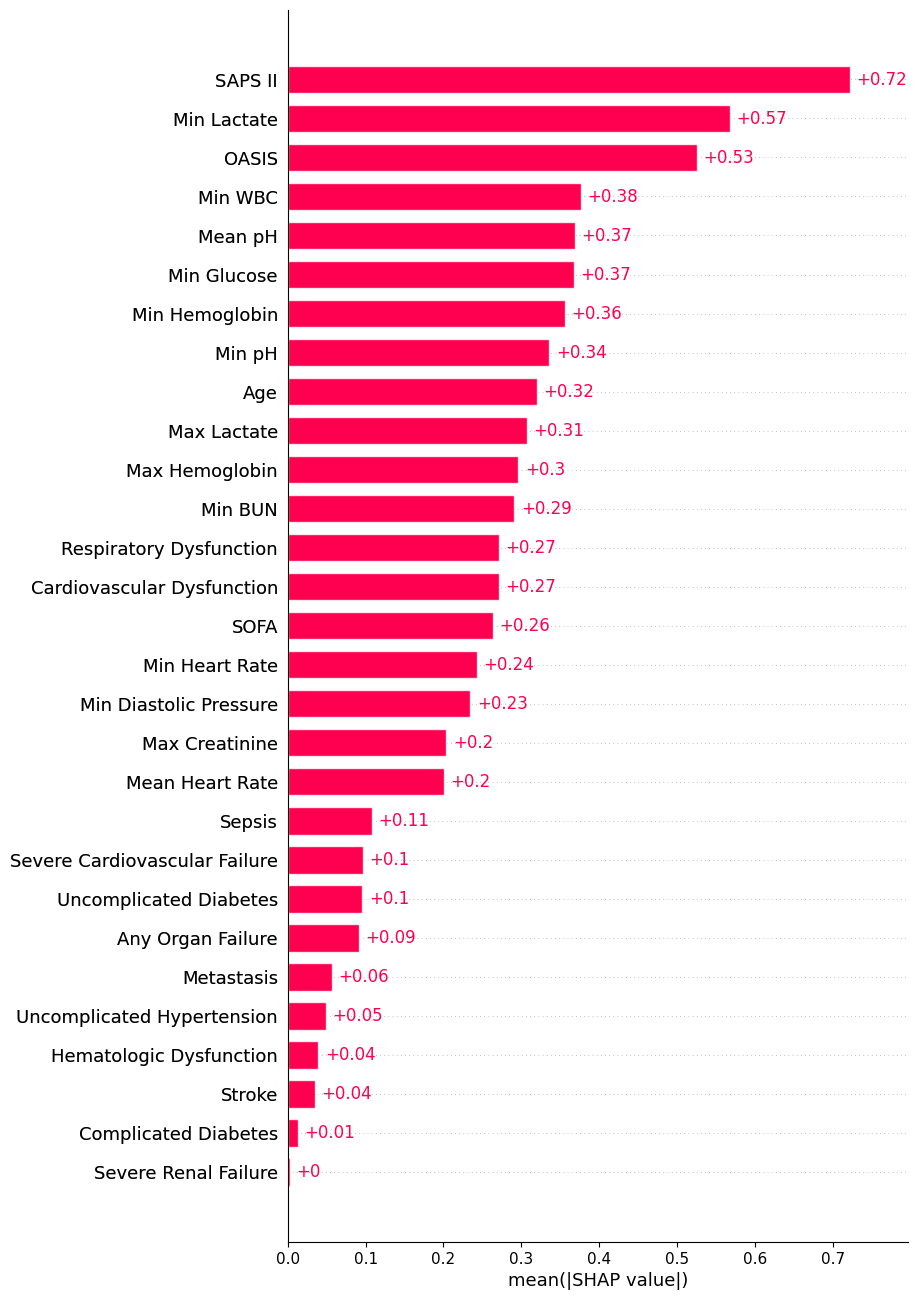 SAPS II +0.72
Min Lactate +0.57
OASIS +0.53
Min WBC +0.38
Mean pH +0.37
Min Glucose +0.37
Min Hemoglobin +0.36
Min pH +0.34
Age +0.32
Max Lactate +0.31
Max Hemoglobin +0.3
Min BUN +0.29
Respiratory Dysfunction +0.27
Cardiovascular Dysfunction +0.27
SOFA +0.26
Min Heart Rate +0.24
Min Diastolic Pressure +0.23
Max Creatinine +0.2
Mean Heart Rate +0.2
Sepsis +0.11
Severe Cardiovascular Failure +0.1
Uncomplicated Diabetes +0.1
Any Organ Failure +0.09
Metastasis +0.06
Uncomplicated Hypertension +0.05
Hematologic Dysfunction +0.04
Stroke +0.04
Complicated Diabetes +0.01
Severe Renal Failure +0
0.0 0.1 0.2 0.3 0.4 0.5 0.6 0.7
mean(|SHAP value|)